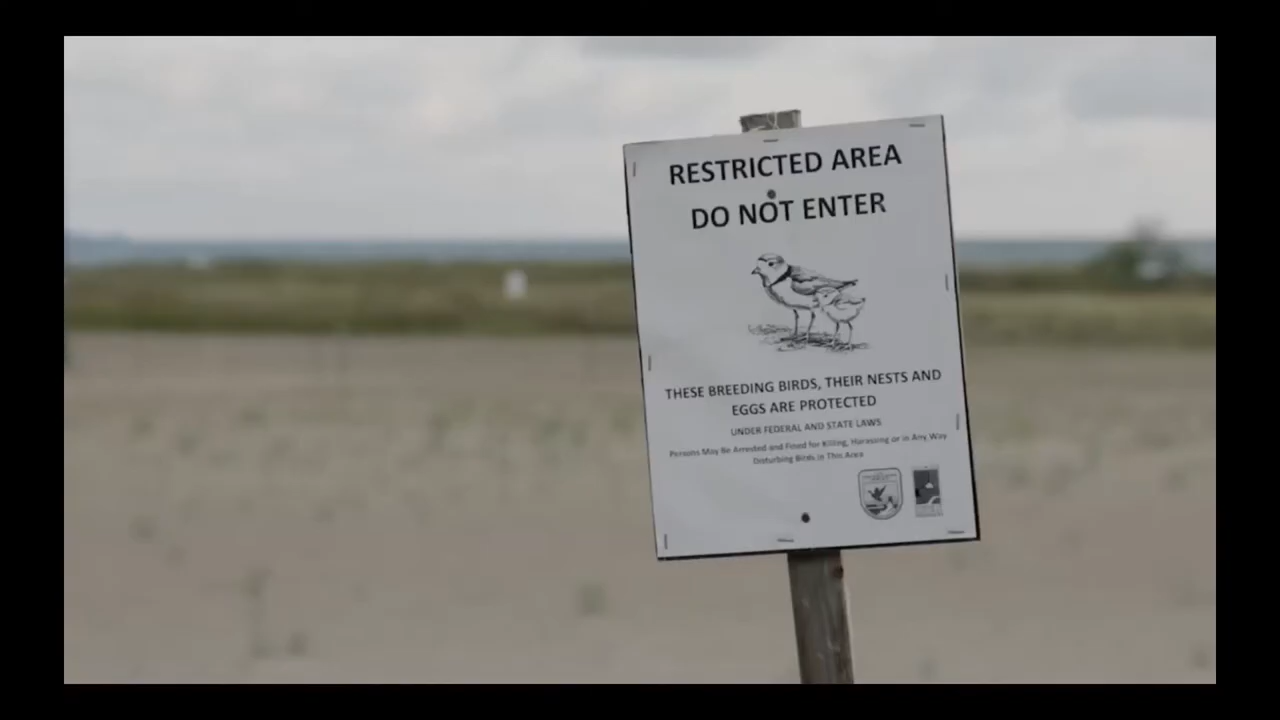 RESTRICTED AREA
DO NOT ENTER
THESE BREEDING BIRDS, THEIR NESTS AND
EGGS ARE PROTECTED
UNDER FEDERAL AND STATE LAWS
Persons May Be Arrested and Fined for Killing, Harassing or in Any Way
Disturbing Birds in This Area